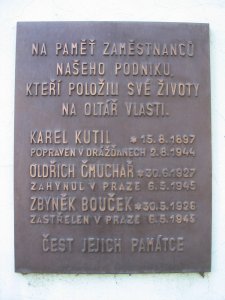 NA PAMĚŤ ZAMĚSTNANCŮ
NAŠEHO PODNIKU,
KTEŘÍ POLOŽILI SVÉ ŽIVOTY
NA OLTÁŘ VLASTI.
KAREL KUTIL *15.8.1897
POPRAVEN V DRÁŽĎANECH 2.8.1944
OLDŘICH ČMUCHAŘ *30.6.1927
ZAHYNUL V PRAZE 6.5.1945
ZBYNĚK BOUČEK *30.5.1926
ZASTŘELEN V PRAZE 6.5.1945
ČEST JEJICH PAMÁTCE